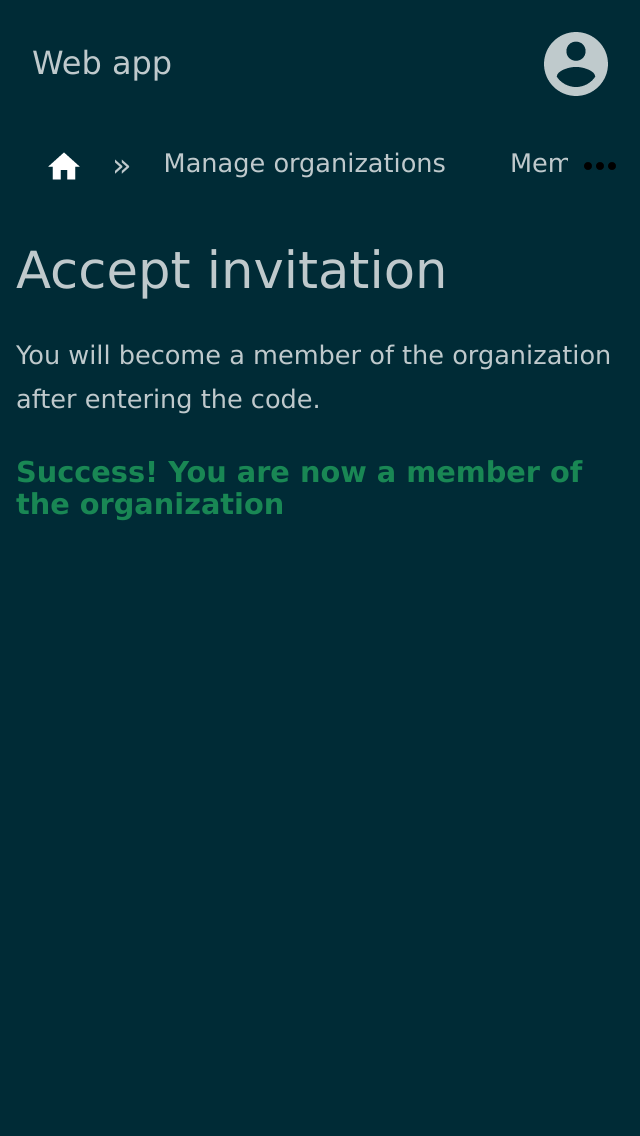 Web app
» Manage organizations Mem
Accept invitation
You will become a member of the organization
after entering the code.
Success! You are now a member of
the organization